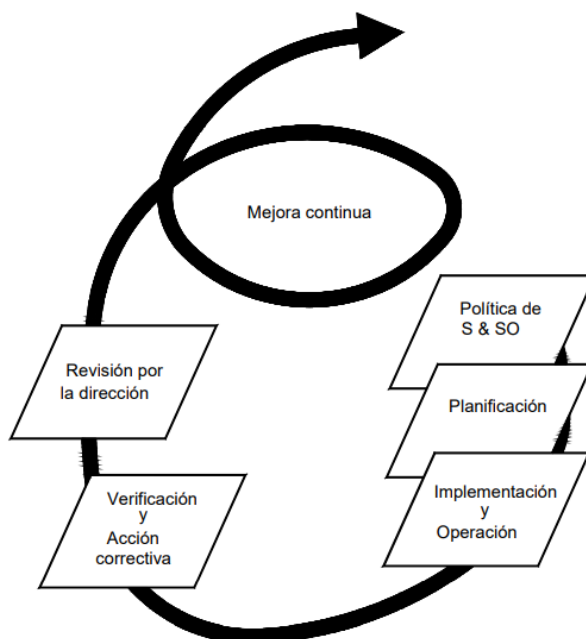 Mejora continua
Política de
S & SO
Planificación
Implementación
y
Operación
Verificación
y
Acción
correctiva
Revisión por
la dirección